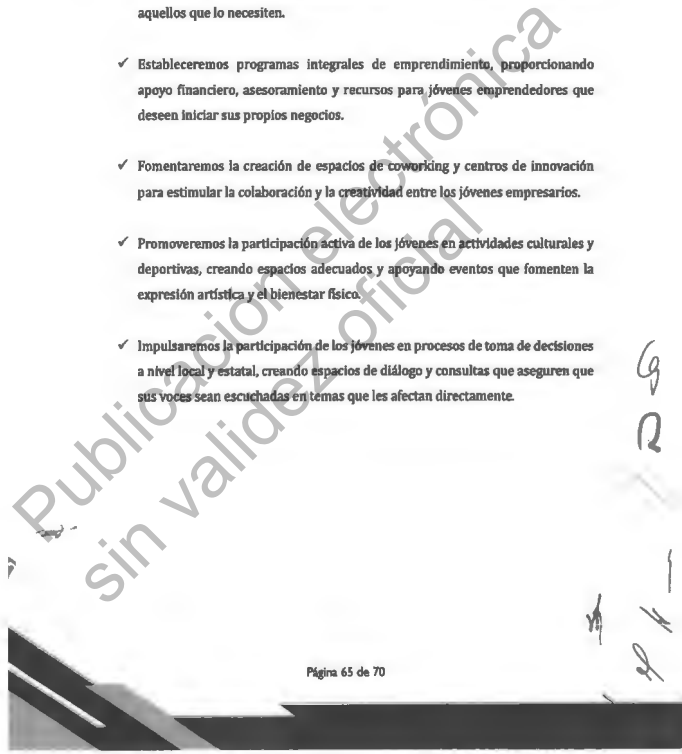 aquellos que lo necesiten.
✓ Estableceremos programas integrales de emprendimiento, proporcionando
apoyo financiero, asesoramiento y recursos para jóvenes emprendedores que
deseen iniciar sus propios negocios.
✓ Fomentaremos la creación de espacios de coworking y centros de innovación
para estimular la colaboración y la creatividad entre los jóvenes empresarios.
✓ Promoveremos la participación activa de los jóvenes en actividades culturales y
deportivas, creando espacios adecuados y apoyando eventos que fomenten la
expresión artística y el bienestar físico.
✓ Impulsaremos la participación de los jóvenes en procesos de toma de decisiones
a nivel local y estatal, creando espacios de diálogo y consultas que aseguren que
sus voces sean escuchadas en temas que les afectan directamente.
Publicación electrónica
sin validez oficial
Página 65 de 70